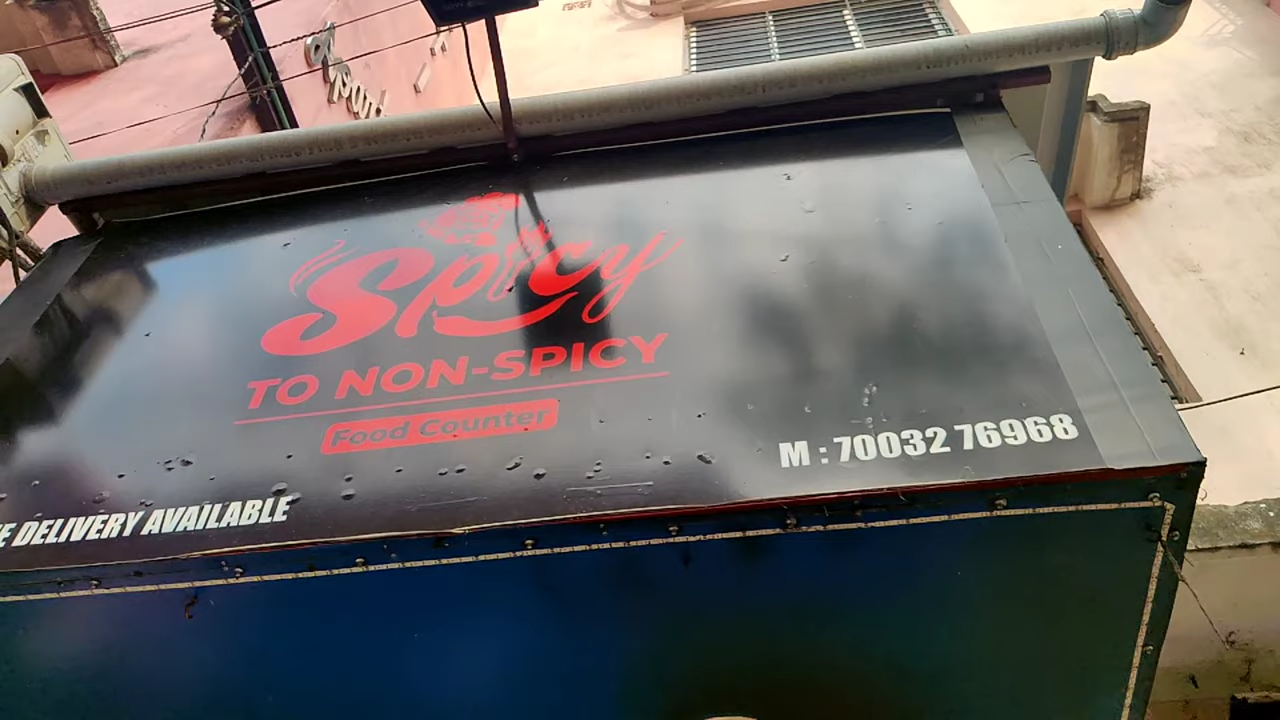 Spicy
TO NON-SPICY
Food Counter
M : 70032 76968
DELIVERY AVAILABLE